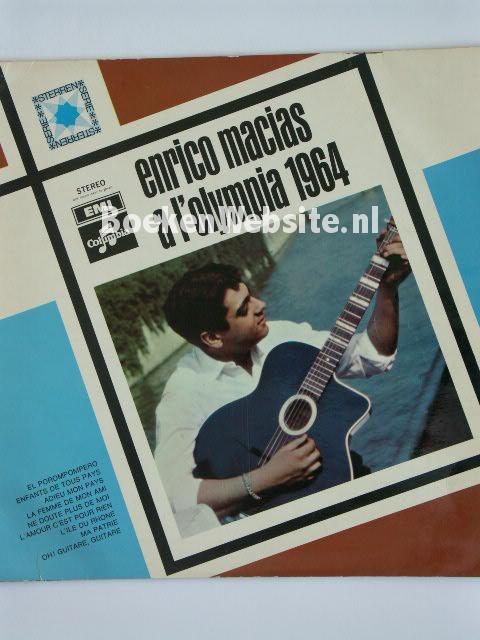 *STERREN*
SERIE
*STERREN*
SERIE
STEREO
EMI
Columbia
enrico macias
a l'olympia 1964
BoekenWebsite.nl
EL POROMPOMPERO
ENFANTS DE TOUS PAYS
ADIEU MON PAYS
LA FEMME DE MON AMI
NE DOUTE PLUS DE MOI
L'AMOUR C'EST POUR RIEN
L'ILE DU RHONE
MA PATRIE
OH! GUITARE, GUITARE